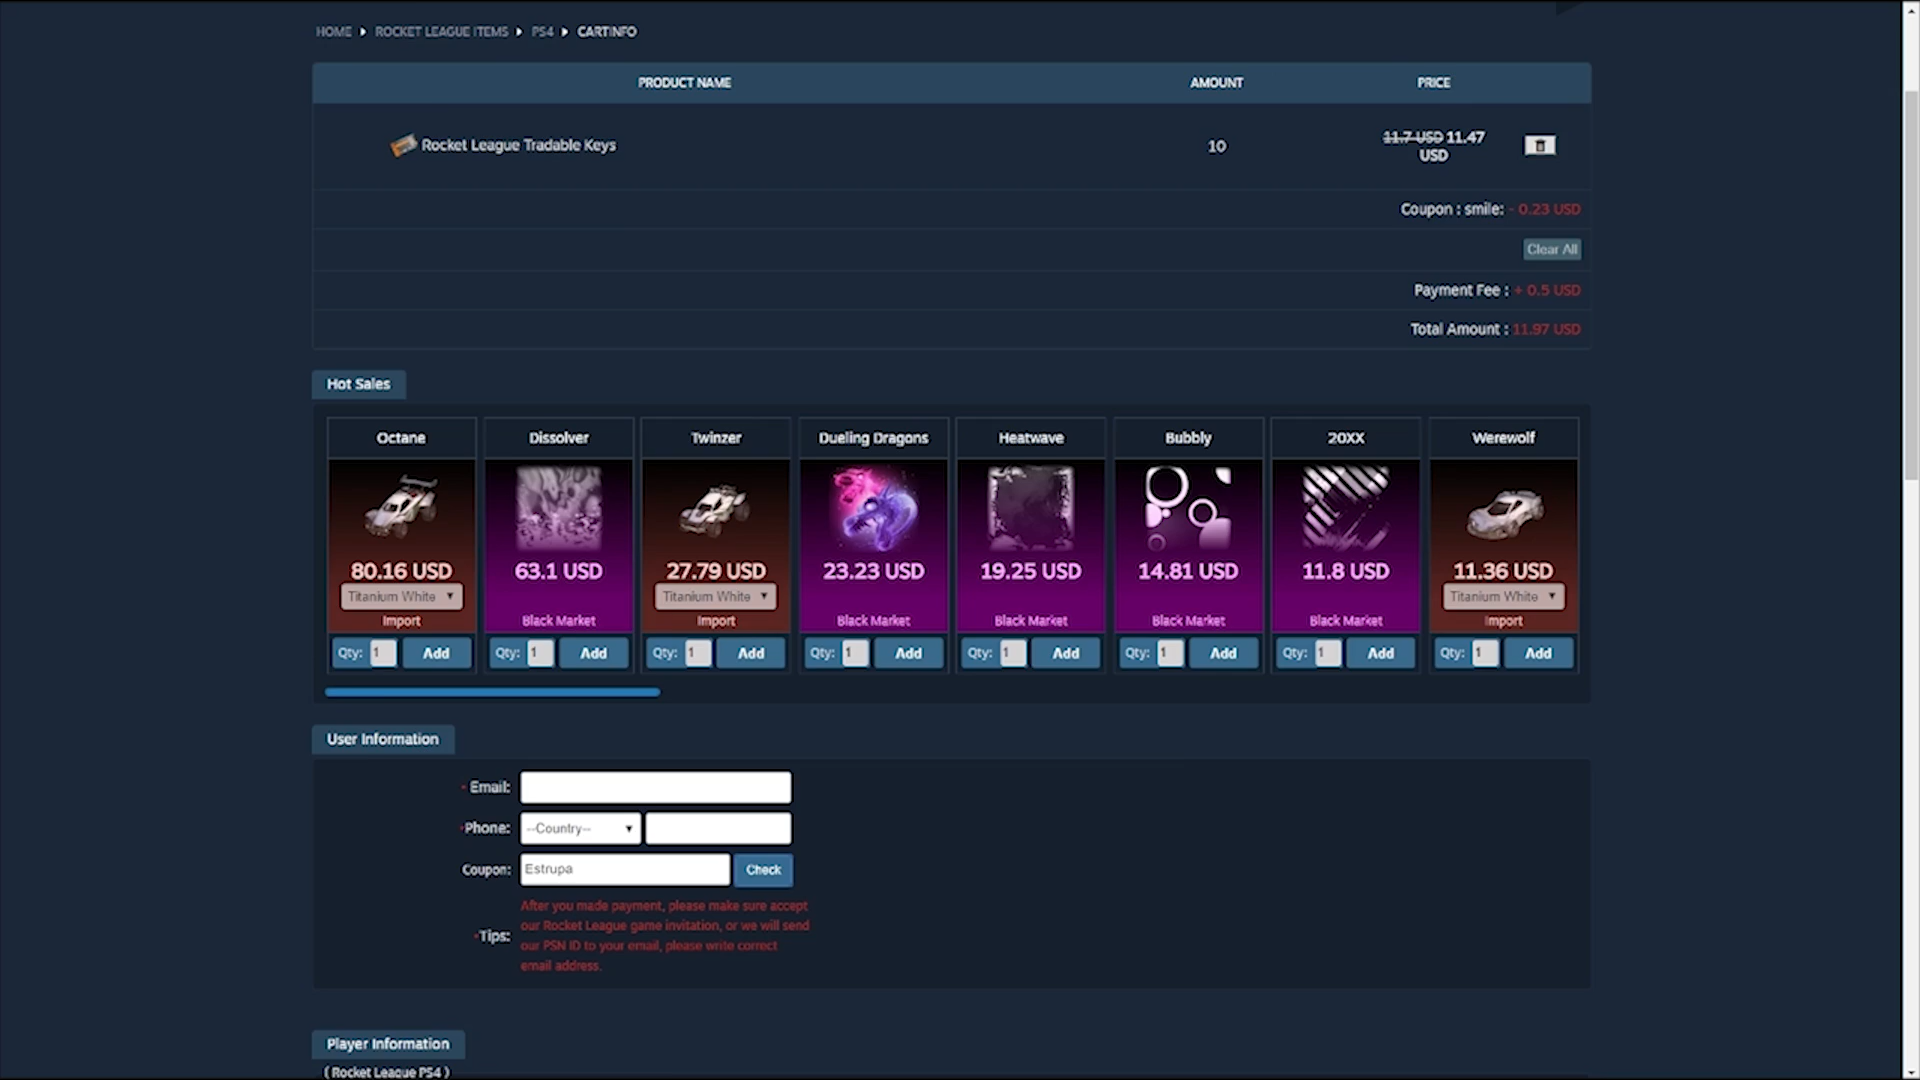 HOME ▸ ROCKET LEAGUE ITEMS ▸ PS4 ▸ CARTINFO
PRODUCT NAME AMOUNT PRICE
Rocket League Tradable Keys 10 11.7 USD 11.47 USD
Coupon : smile: - 0.23 USD
Clear All
Payment Fee : + 0.5 USD
Total Amount : 11.97 USD
Hot Sales
Octane Dissolver Twinzer Dueling Dragons Heatwave Bubbly 20XX Werewolf
80.16 USD 63.1 USD 27.79 USD 23.23 USD 19.25 USD 14.81 USD 11.8 USD 11.36 USD
Titanium White Titanium White Titanium White
Import Black Market Import Black Market Black Market Black Market Black Market Import
Qty: 1 Add Qty: 1 Add Qty: 1 Add Qty: 1 Add Qty: 1 Add Qty: 1 Add Qty: 1 Add Qty: 1 Add
User Information
* Email:
*Phone: --Country--
Coupon: Estrupa Check
*Tips: After you made payment, please make sure accept
our Rocket League game invitation, or we will send
our PSN ID to your email, please write correct
email address.
Player Information
( Rocket League PS4 )